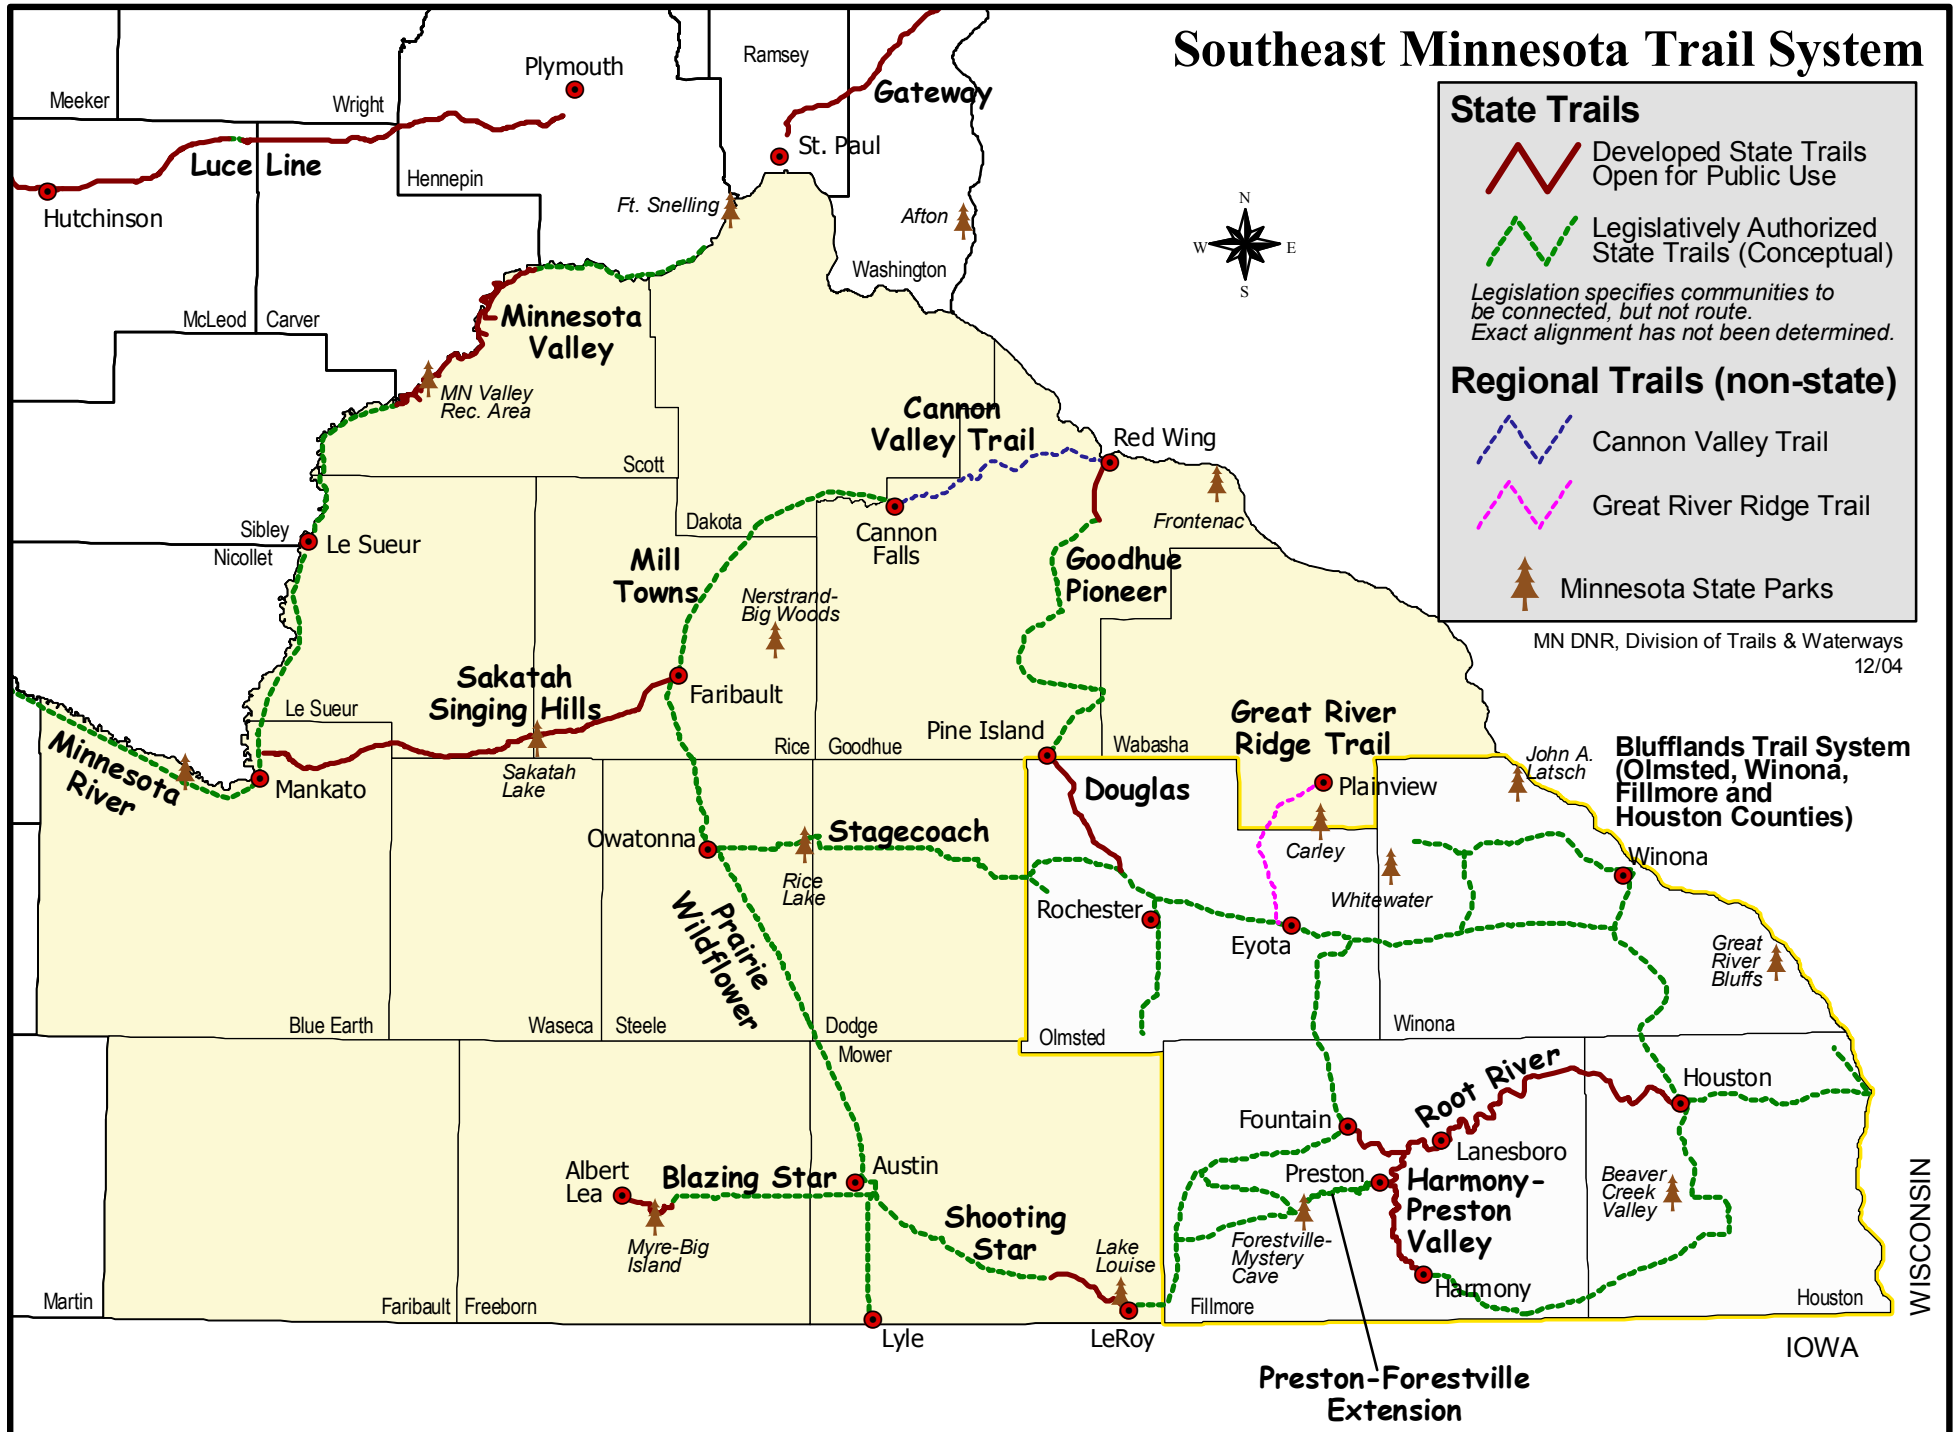 Southeast Minnesota Trail System
State Trails
Developed State Trails
Open for Public Use
Legislatively Authorized
State Trails (Conceptual)
Legislation specifies communities to
be connected, but not route.
Exact alignment has not been determined.
Regional Trails (non-state)
Cannon Valley Trail
Great River Ridge Trail
Minnesota State Parks
MN DNR, Division of Trails & Waterways
12/04
N
W
E
S
Plymouth
Ramsey
Gateway
Meeker
Wright
St. Paul
Luce Line
Hennepin
Hutchinson
Ft. Snelling
Afton
Washington
McLeod
Carver
Minnesota
Valley
MN Valley
Rec. Area
Cannon
Valley Trail
Red Wing
Scott
Frontenac
Dakota
Cannon
Falls
Sibley
Nicollet
Le Sueur
Mill
Towns
Goodhue
Pioneer
Nerstrand-
Big Woods
Sakatah
Singing Hills
Faribault
Le Sueur
Rice
Goodhue
Pine Island
Wabasha
Great River
Ridge Trail
Minnesota
River
Mankato
Sakatah
Lake
Douglas
Plainview
John A.
Latsch
Blufflands Trail System
(Olmsted, Winona,
Fillmore and
Houston Counties)
Owatonna
Stagecoach
Carley
Winona
Rice
Lake
Whitewater
Prairie
Wildflower
Rochester
Eyota
Great
River
Bluffs
Blue Earth
Waseca
Steele
Dodge
Olmsted
Winona
Mower
Root River
Houston
Fountain
Lanesboro
Albert
Lea
Blazing Star
Austin
Preston
Harmony-
Preston
Valley
Beaver
Creek
Valley
Shooting
Star
Myre-Big
Island
Lake
Louise
Forestville-
Mystery
Cave
Harmony
Martin
Faribault
Freeborn
Fillmore
Houston
WISCONSIN
Lyle
LeRoy
IOWA
Preston-Forestville
Extension